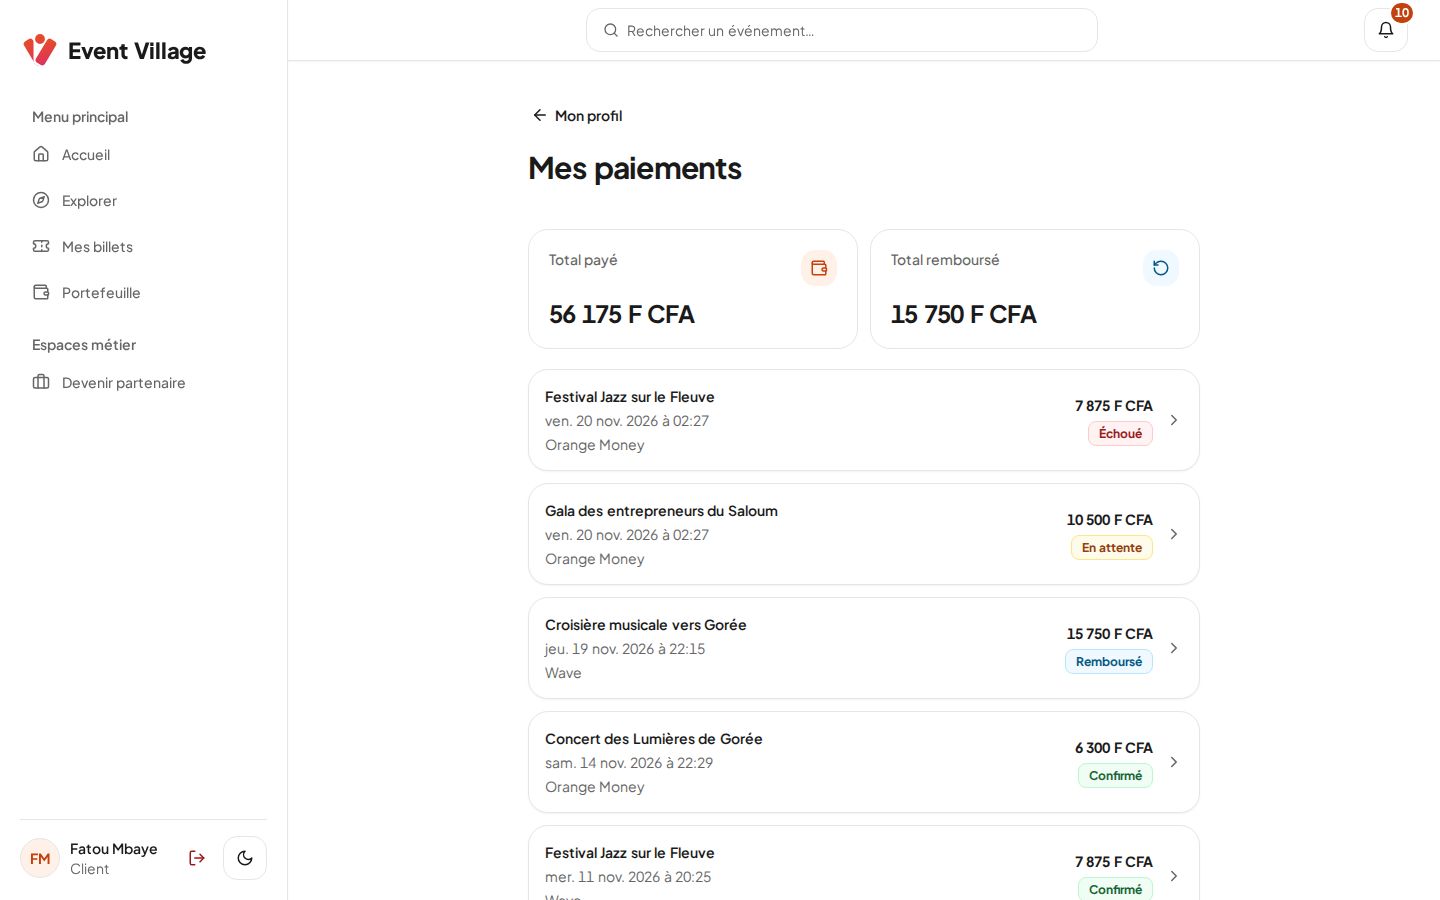 Event Village
Rechercher un événement...
10
Menu principal
Accueil
Explorer
Mes billets
Portefeuille
Espaces métier
Devenir partenaire
FM
Fatou Mbaye
Client
Mon profil
Mes paiements
Total payé
56 175 F CFA
Total remboursé
15 750 F CFA
Festival Jazz sur le Fleuve
ven. 20 nov. 2026 à 02:27
Orange Money
7 875 F CFA
Échoué
Gala des entrepreneurs du Saloum
ven. 20 nov. 2026 à 02:27
Orange Money
10 500 F CFA
En attente
Croisière musicale vers Gorée
jeu. 19 nov. 2026 à 22:15
Wave
15 750 F CFA
Remboursé
Concert des Lumières de Gorée
sam. 14 nov. 2026 à 22:29
Orange Money
6 300 F CFA
Confirmé
Festival Jazz sur le Fleuve
mer. 11 nov. 2026 à 20:25
Wave
7 875 F CFA
Confirmé